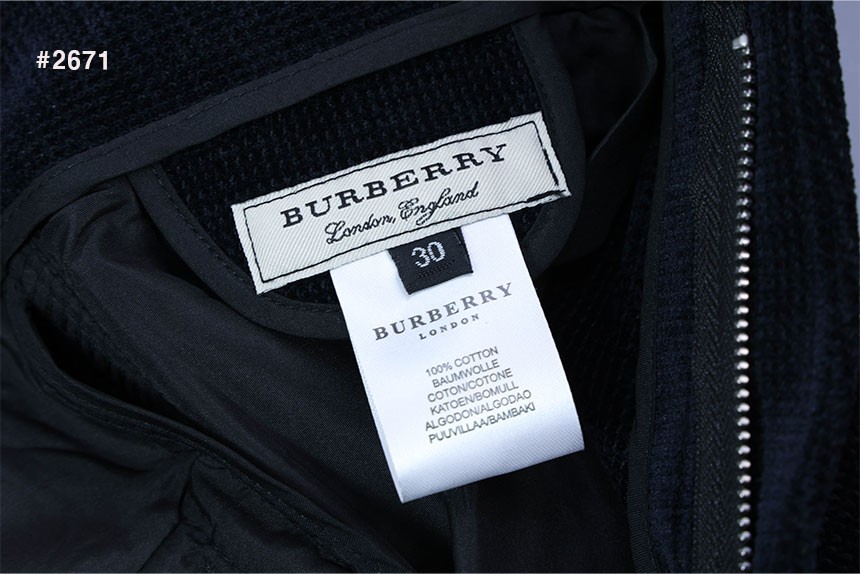 #2671
BURBERRY
London, England
30
BURBERRY
LONDON
100% COTTON
BAUMWOLLE
COTON/COTONE
KATOEN/BOMULL
ALGODON/ALGODAO
PUUVILLAA/BAMBAKI